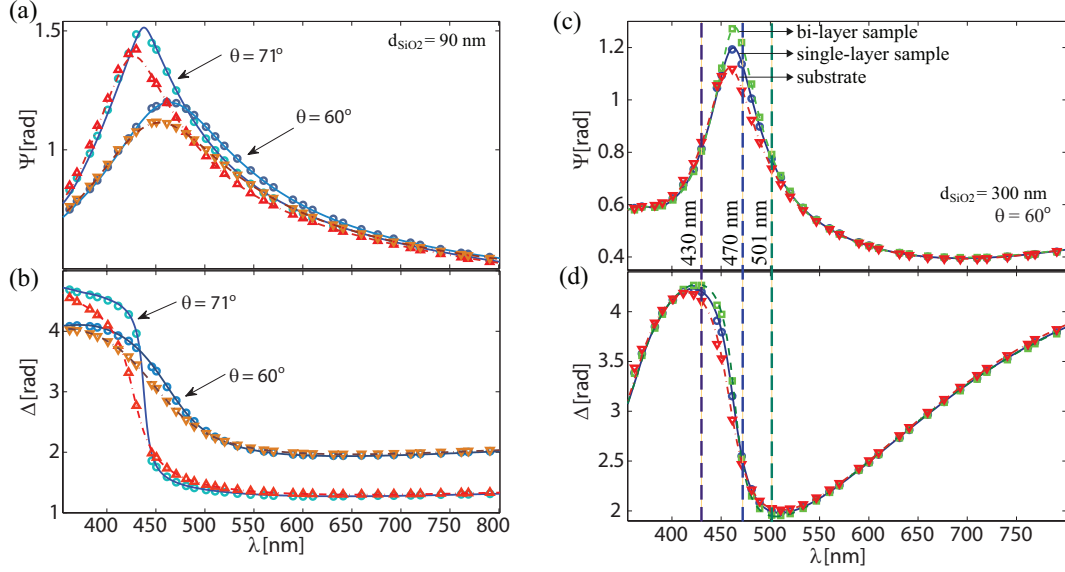 (a)
1.5
1
Ψ [rad]
θ = 71°
θ = 60°
d SiO2 = 90 nm
(b)
4
3
2
1
Δ [rad]
θ = 71°
θ = 60°
400 450 500 550 600 650 700 750 800
λ [nm]
(c)
1.2
1
0.8
0.6
0.4
Ψ [rad]
bi-layer sample
single-layer sample
substrate
430 nm
470 nm
501 nm
d SiO2 = 300 nm
θ = 60°
(d)
4
3.5
3
2.5
2
Δ [rad]
400 450 500 550 600 650 700 750
λ [nm]